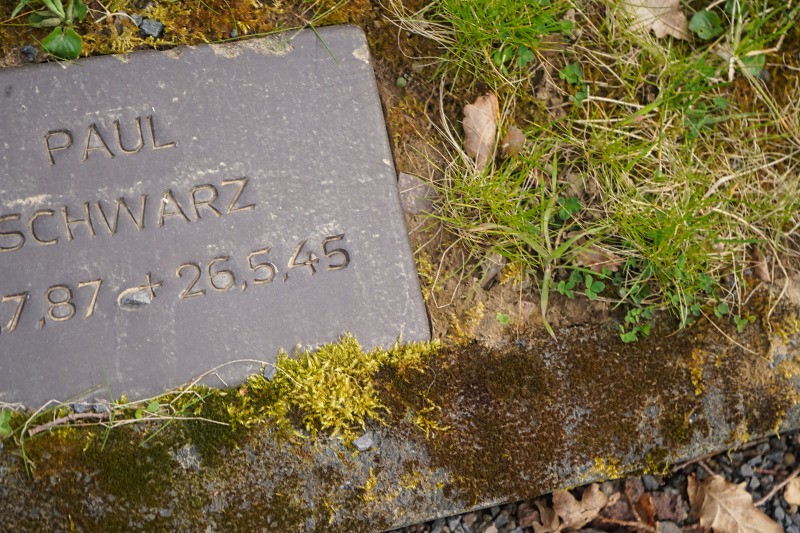 PAUL
SCHWARZ
7,87 + 26,5,45